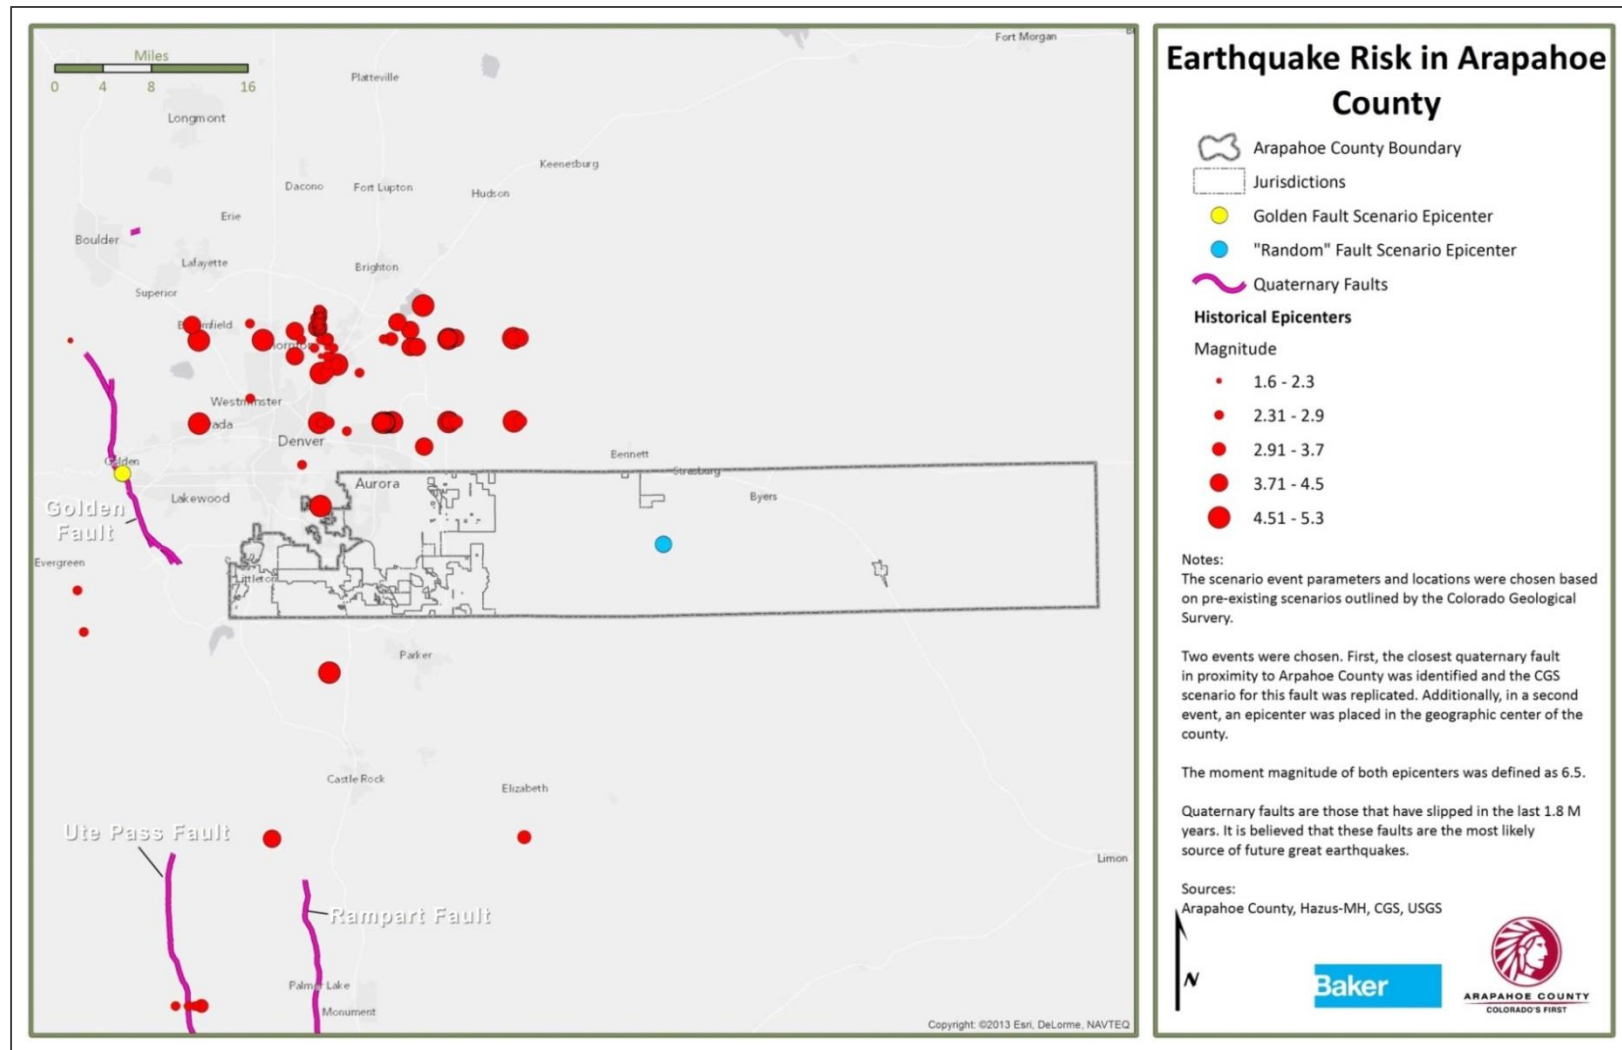 Miles
0 4 8 16
Fort Morgan
Platteville
Longmont
Keenesburg
Dacono
Fort Lupton
Hudson
Erie
Boulder
Lafayette
Brighton
Superior
Westminster
Denver
Golden
Bennett
Strasburg
Aurora
Byers
Lakewood
Golden
Fault
Evergreen
Littleton
Parker
Castle Rock
Elizabeth
Ute Pass Fault
Limon
Rampart Fault
Palmer Lake
Monument
Copyright: ©2013 Esri, DeLorme, NAVTEQ
Earthquake Risk in Arapahoe
County
Arapahoe County Boundary
Jurisdictions
Golden Fault Scenario Epicenter
"Random" Fault Scenario Epicenter
Quaternary Faults
Historical Epicenters
Magnitude
1.6 - 2.3
2.31 - 2.9
2.91 - 3.7
3.71 - 4.5
4.51 - 5.3
Notes:
The scenario event parameters and locations were chosen based
on pre-existing scenarios outlined by the Colorado Geological
Survery.
Two events were chosen. First, the closest quaternary fault
in proximity to Arpahoe County was identified and the CGS
scenario for this fault was replicated. Additionally, in a second
event, an epicenter was placed in the geographic center of the
county.
The moment magnitude of both epicenters was defined as 6.5.
Quaternary faults are those that have slipped in the last 1.8 M
years. It is believed that these faults are the most likely
source of future great earthquakes.
Sources:
Arapahoe County, Hazus-MH, CGS, USGS
N
Baker
ARAPAHOE COUNTY
COLORADO'S FIRST